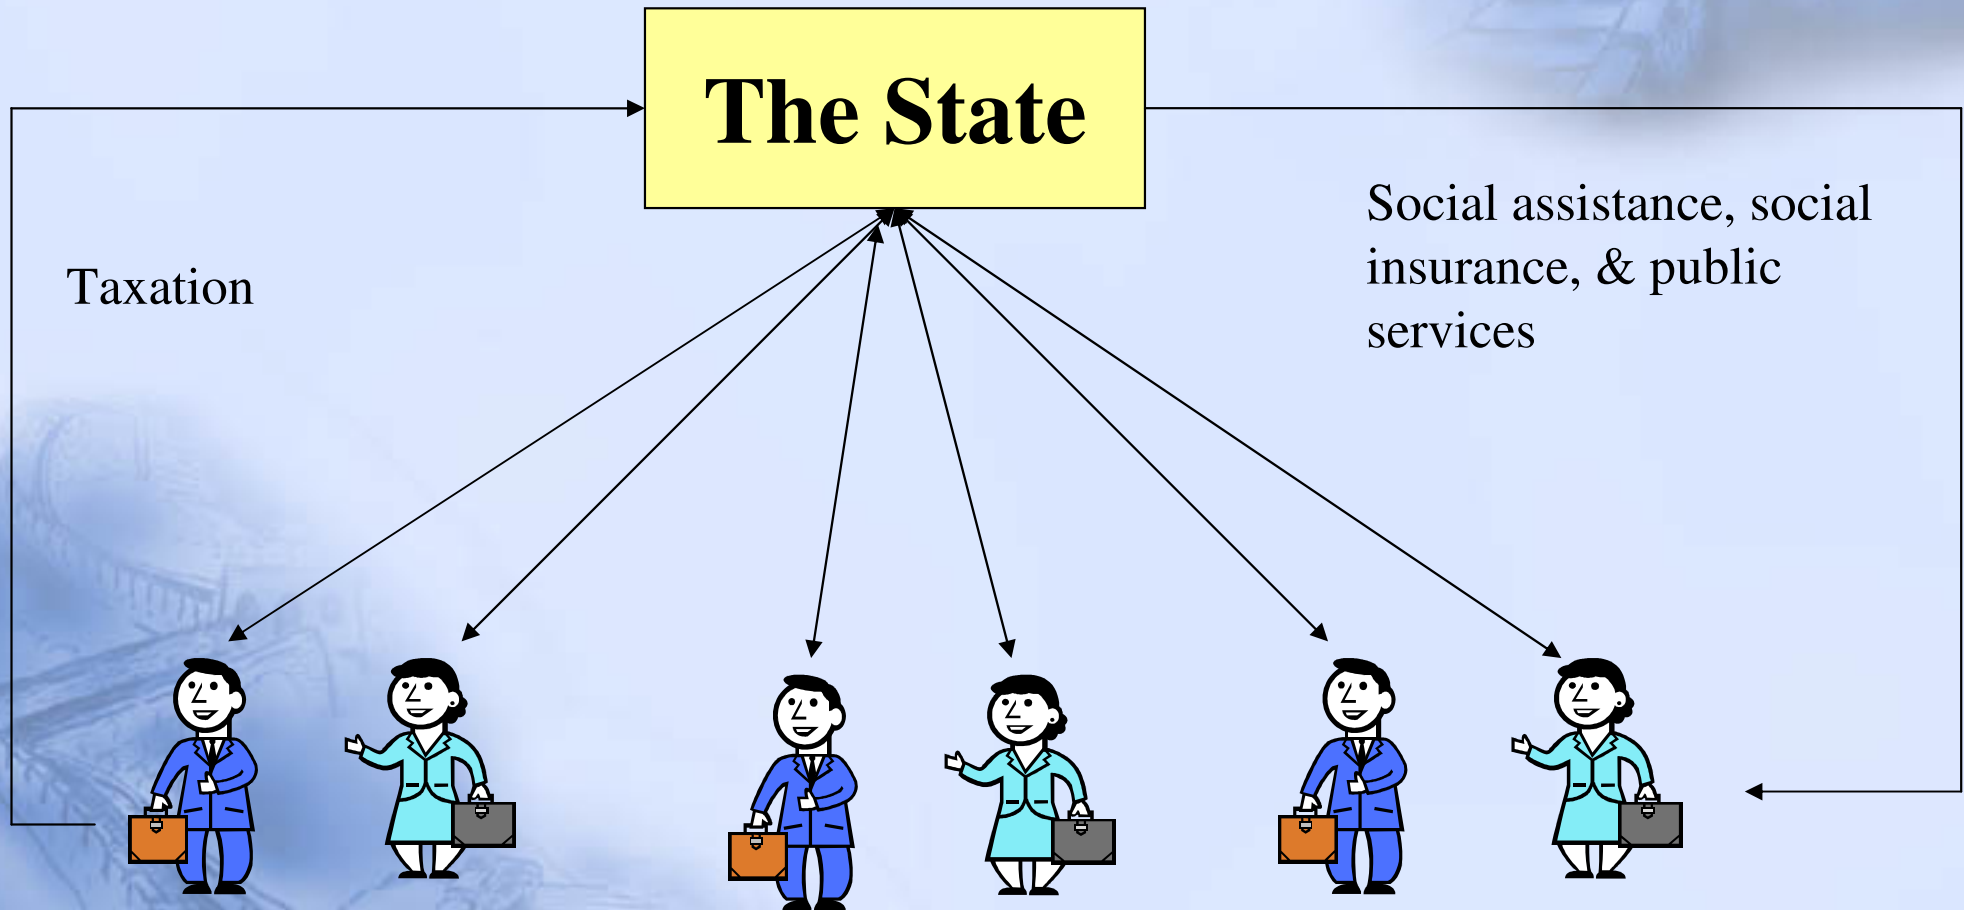 The State
Taxation
Social assistance, social
insurance, & public
services